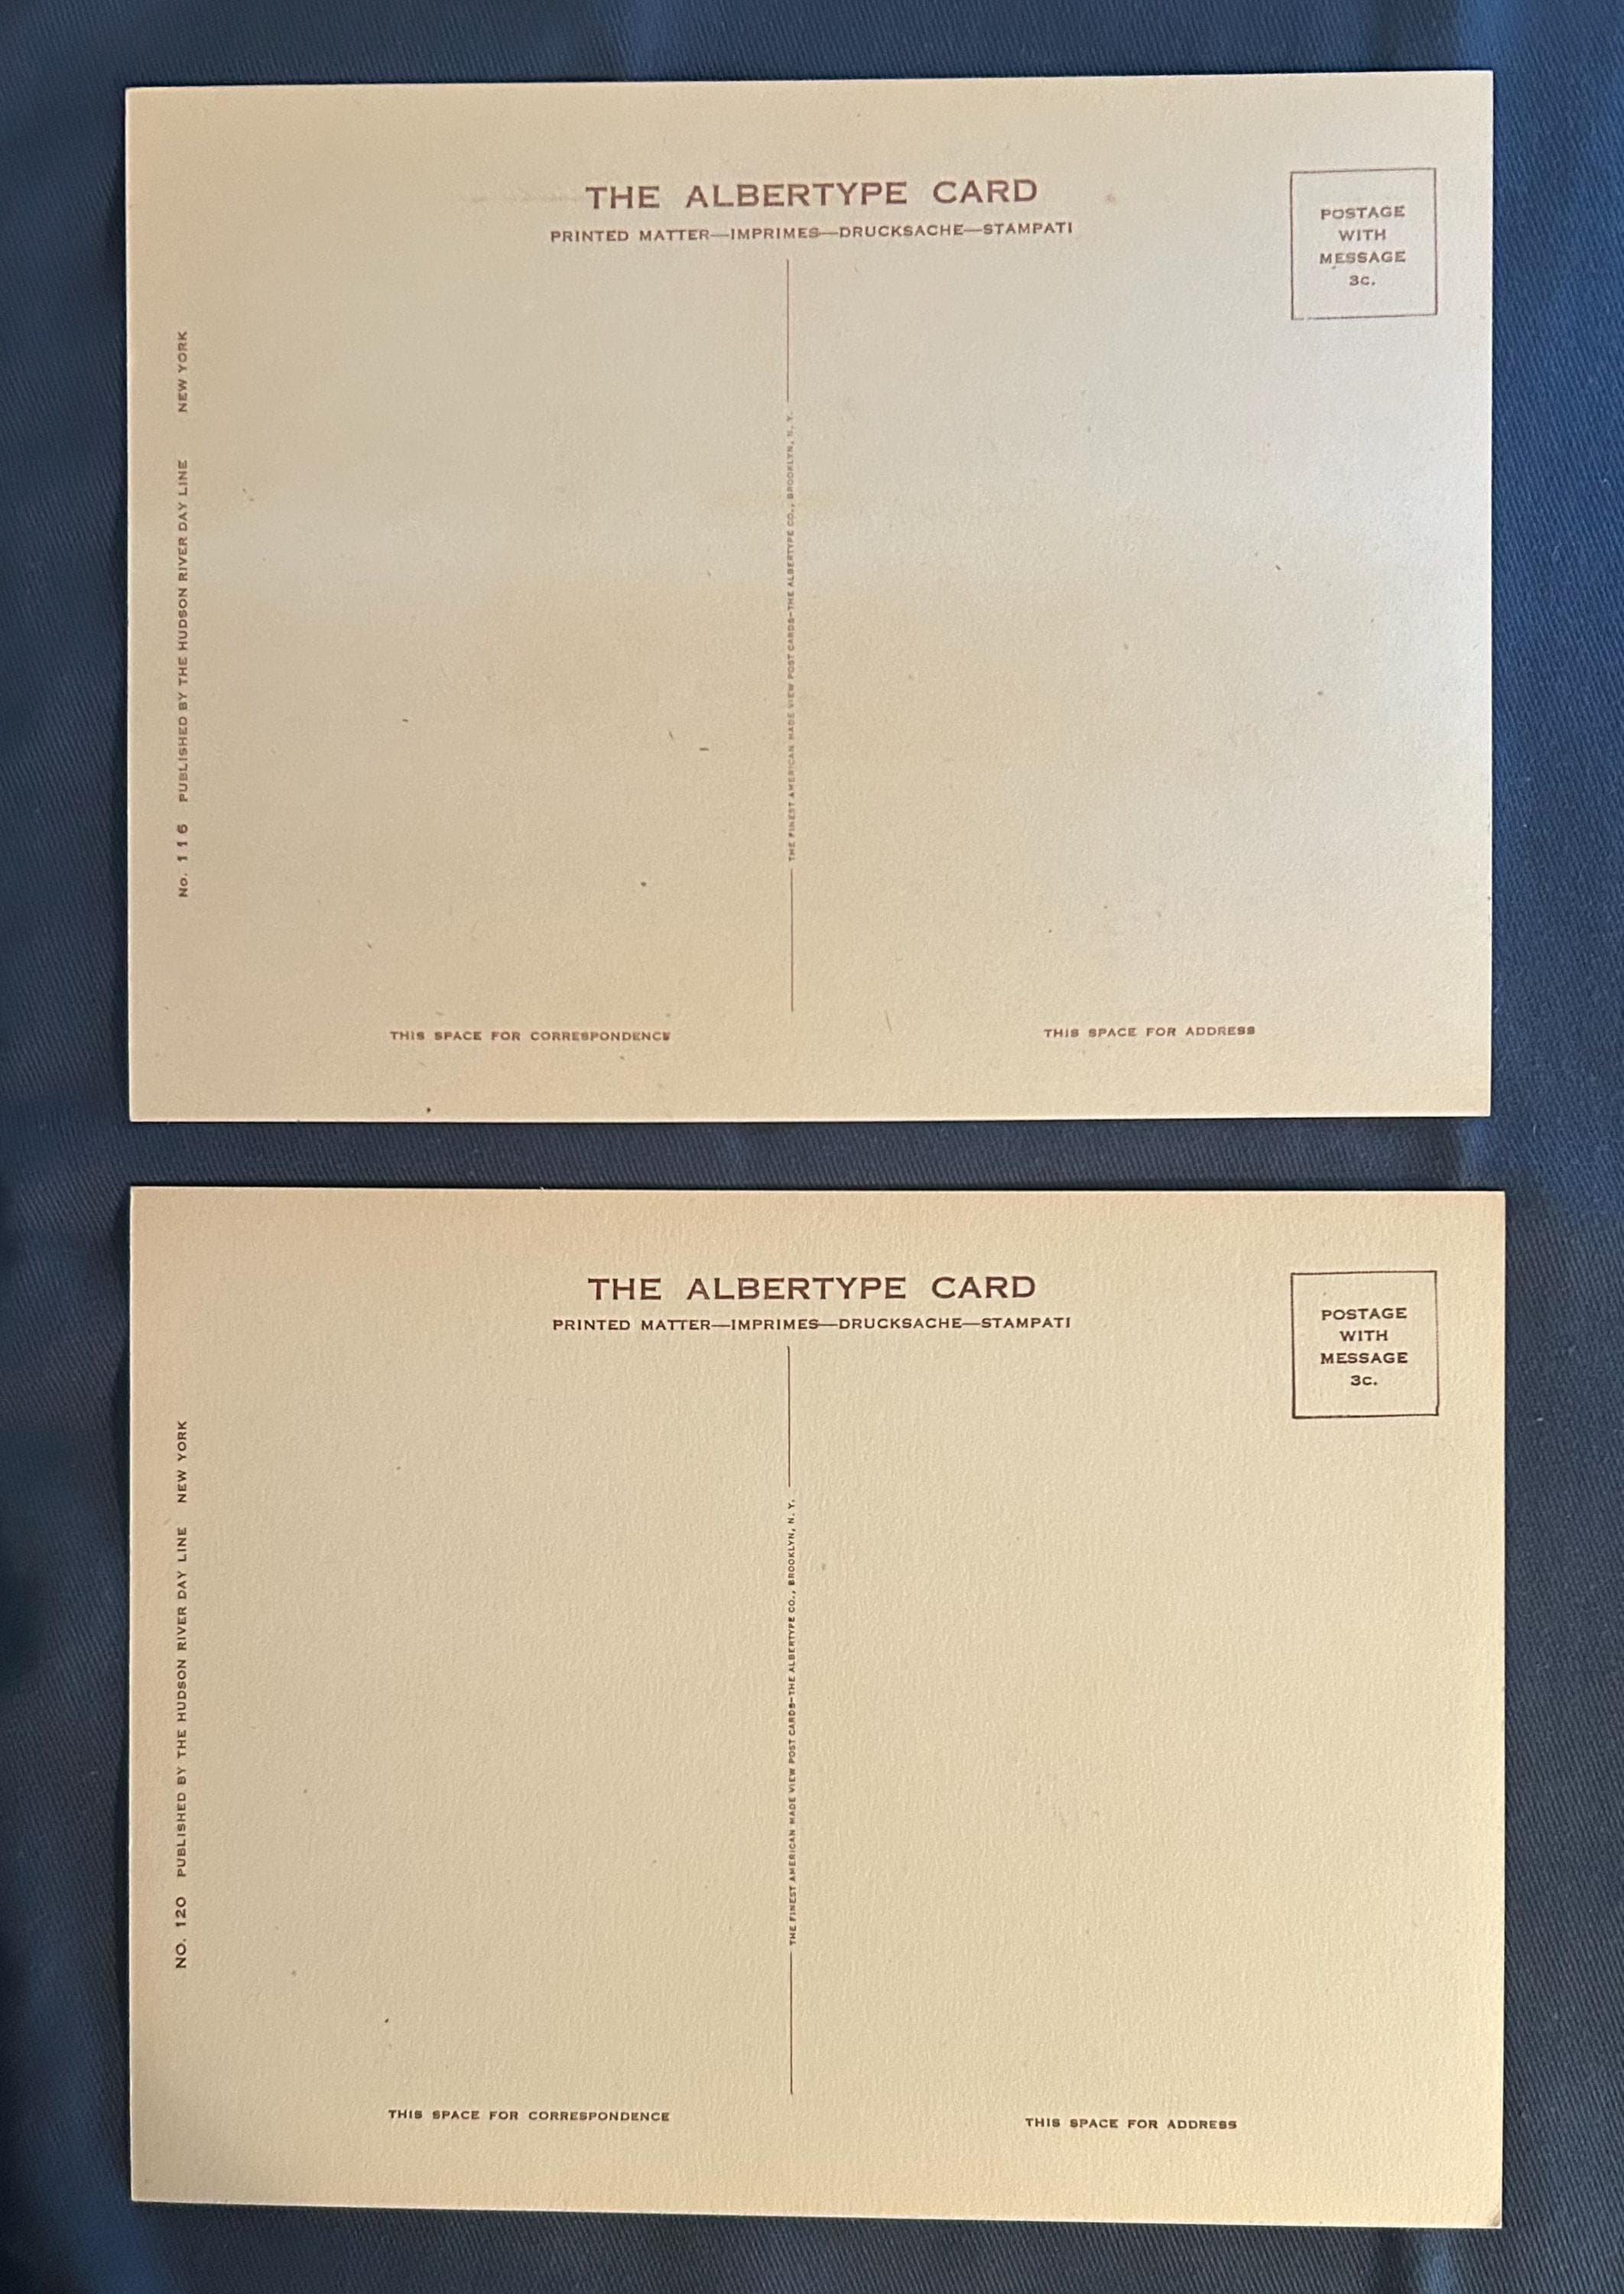 THE ALBERTYPE CARD
PRINTED MATTER—IMPRIMES—DRUCKSACHE—STAMPATI
POSTAGE
WITH
MESSAGE
3c.
No. 116 PUBLISHED BY THE HUDSON RIVER DAY LINE NEW YORK
THE FINEST AMERICAN MADE VIEW POST CARDS—THE ALBERTYPE CO., BROOKLYN, N. Y.
THIS SPACE FOR CORRESPONDENCE
THIS SPACE FOR ADDRESS
THE ALBERTYPE CARD
PRINTED MATTER—IMPRIMES—DRUCKSACHE—STAMPATI
POSTAGE
WITH
MESSAGE
3c.
NO. 120 PUBLISHED BY THE HUDSON RIVER DAY LINE NEW YORK
THE FINEST AMERICAN MADE VIEW POST CARDS—THE ALBERTYPE CO., BROOKLYN, N. Y.
THIS SPACE FOR CORRESPONDENCE
THIS SPACE FOR ADDRESS